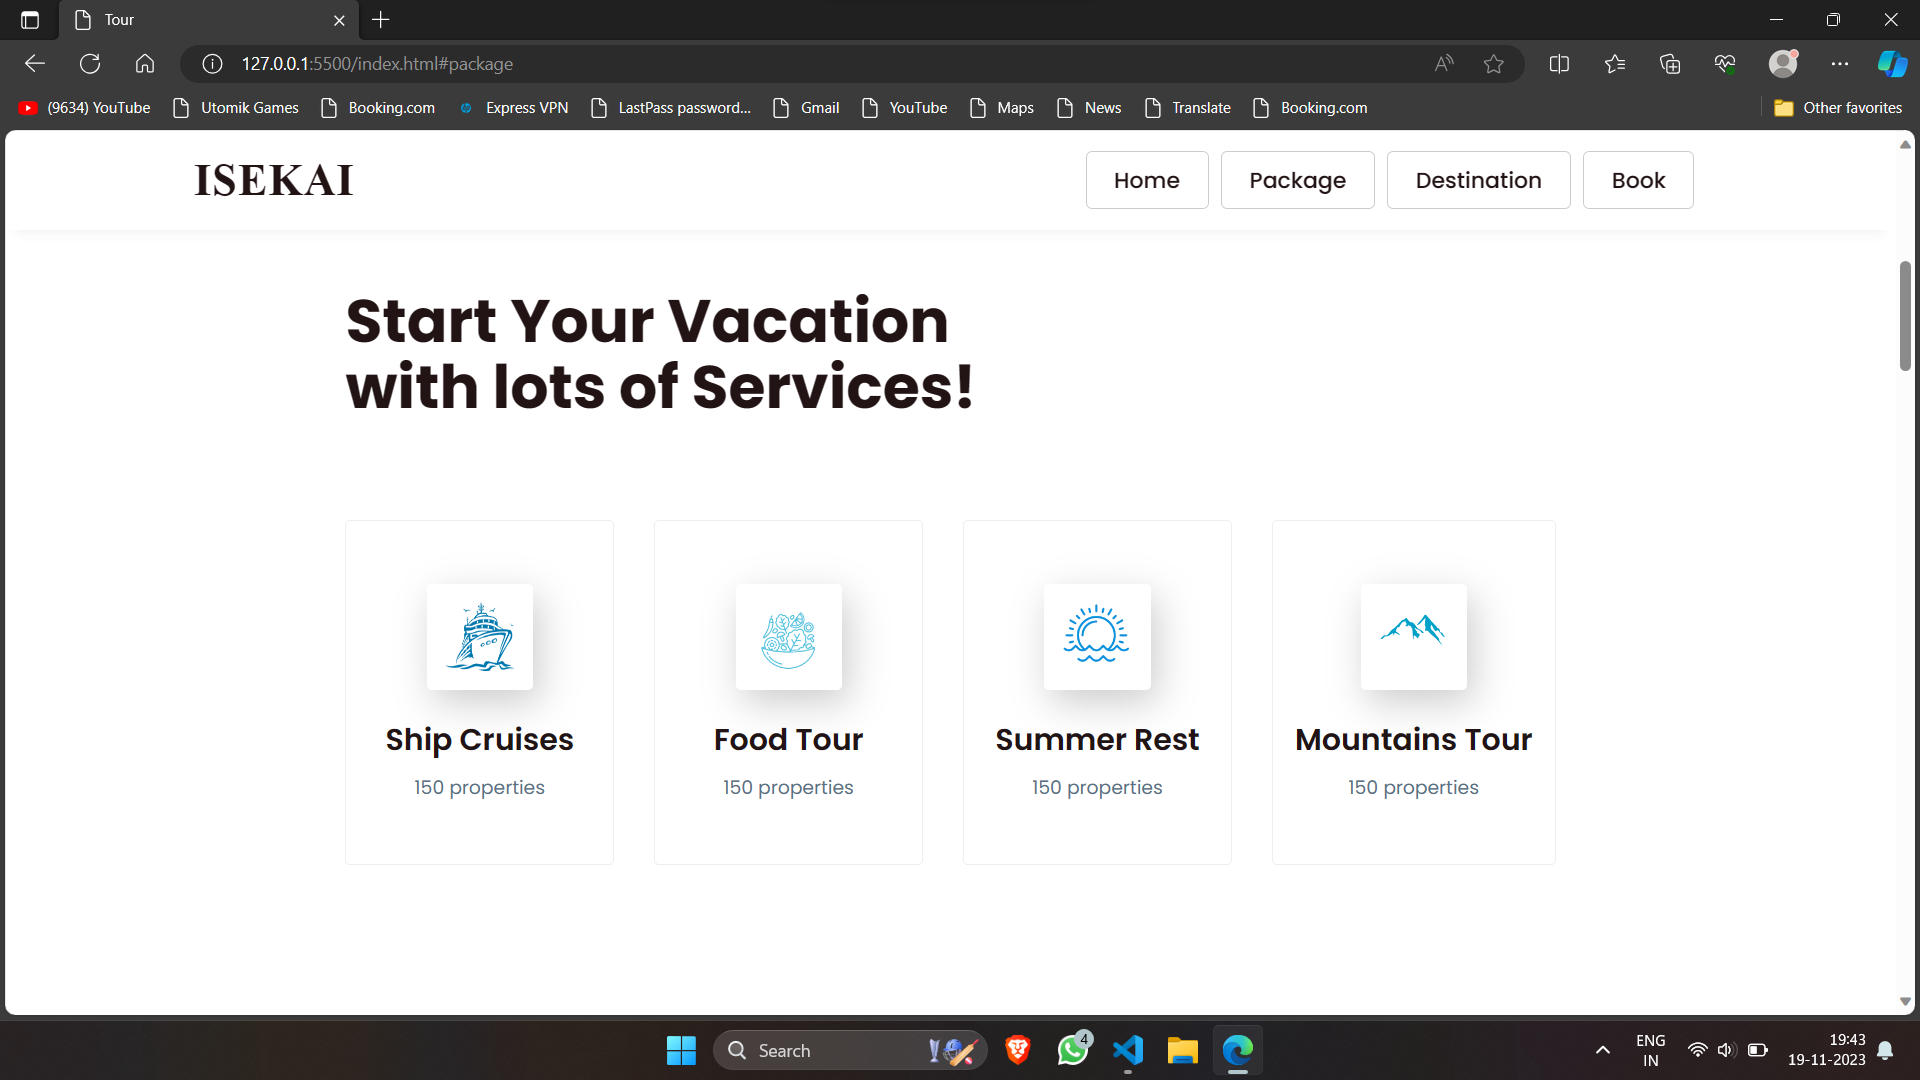 Tour
127.0.0.1:5500/index.html#package
(9634) YouTube Utomik Games Booking.com Express VPN LastPass password... Gmail YouTube Maps News Translate Booking.com Other favorites
ISEKAI Home Package Destination Book
Start Your Vacation
with lots of Services!
Ship Cruises Food Tour Summer Rest Mountains Tour
150 properties 150 properties 150 properties 150 properties
Search 4 ENG 19:43
IN 19-11-2023